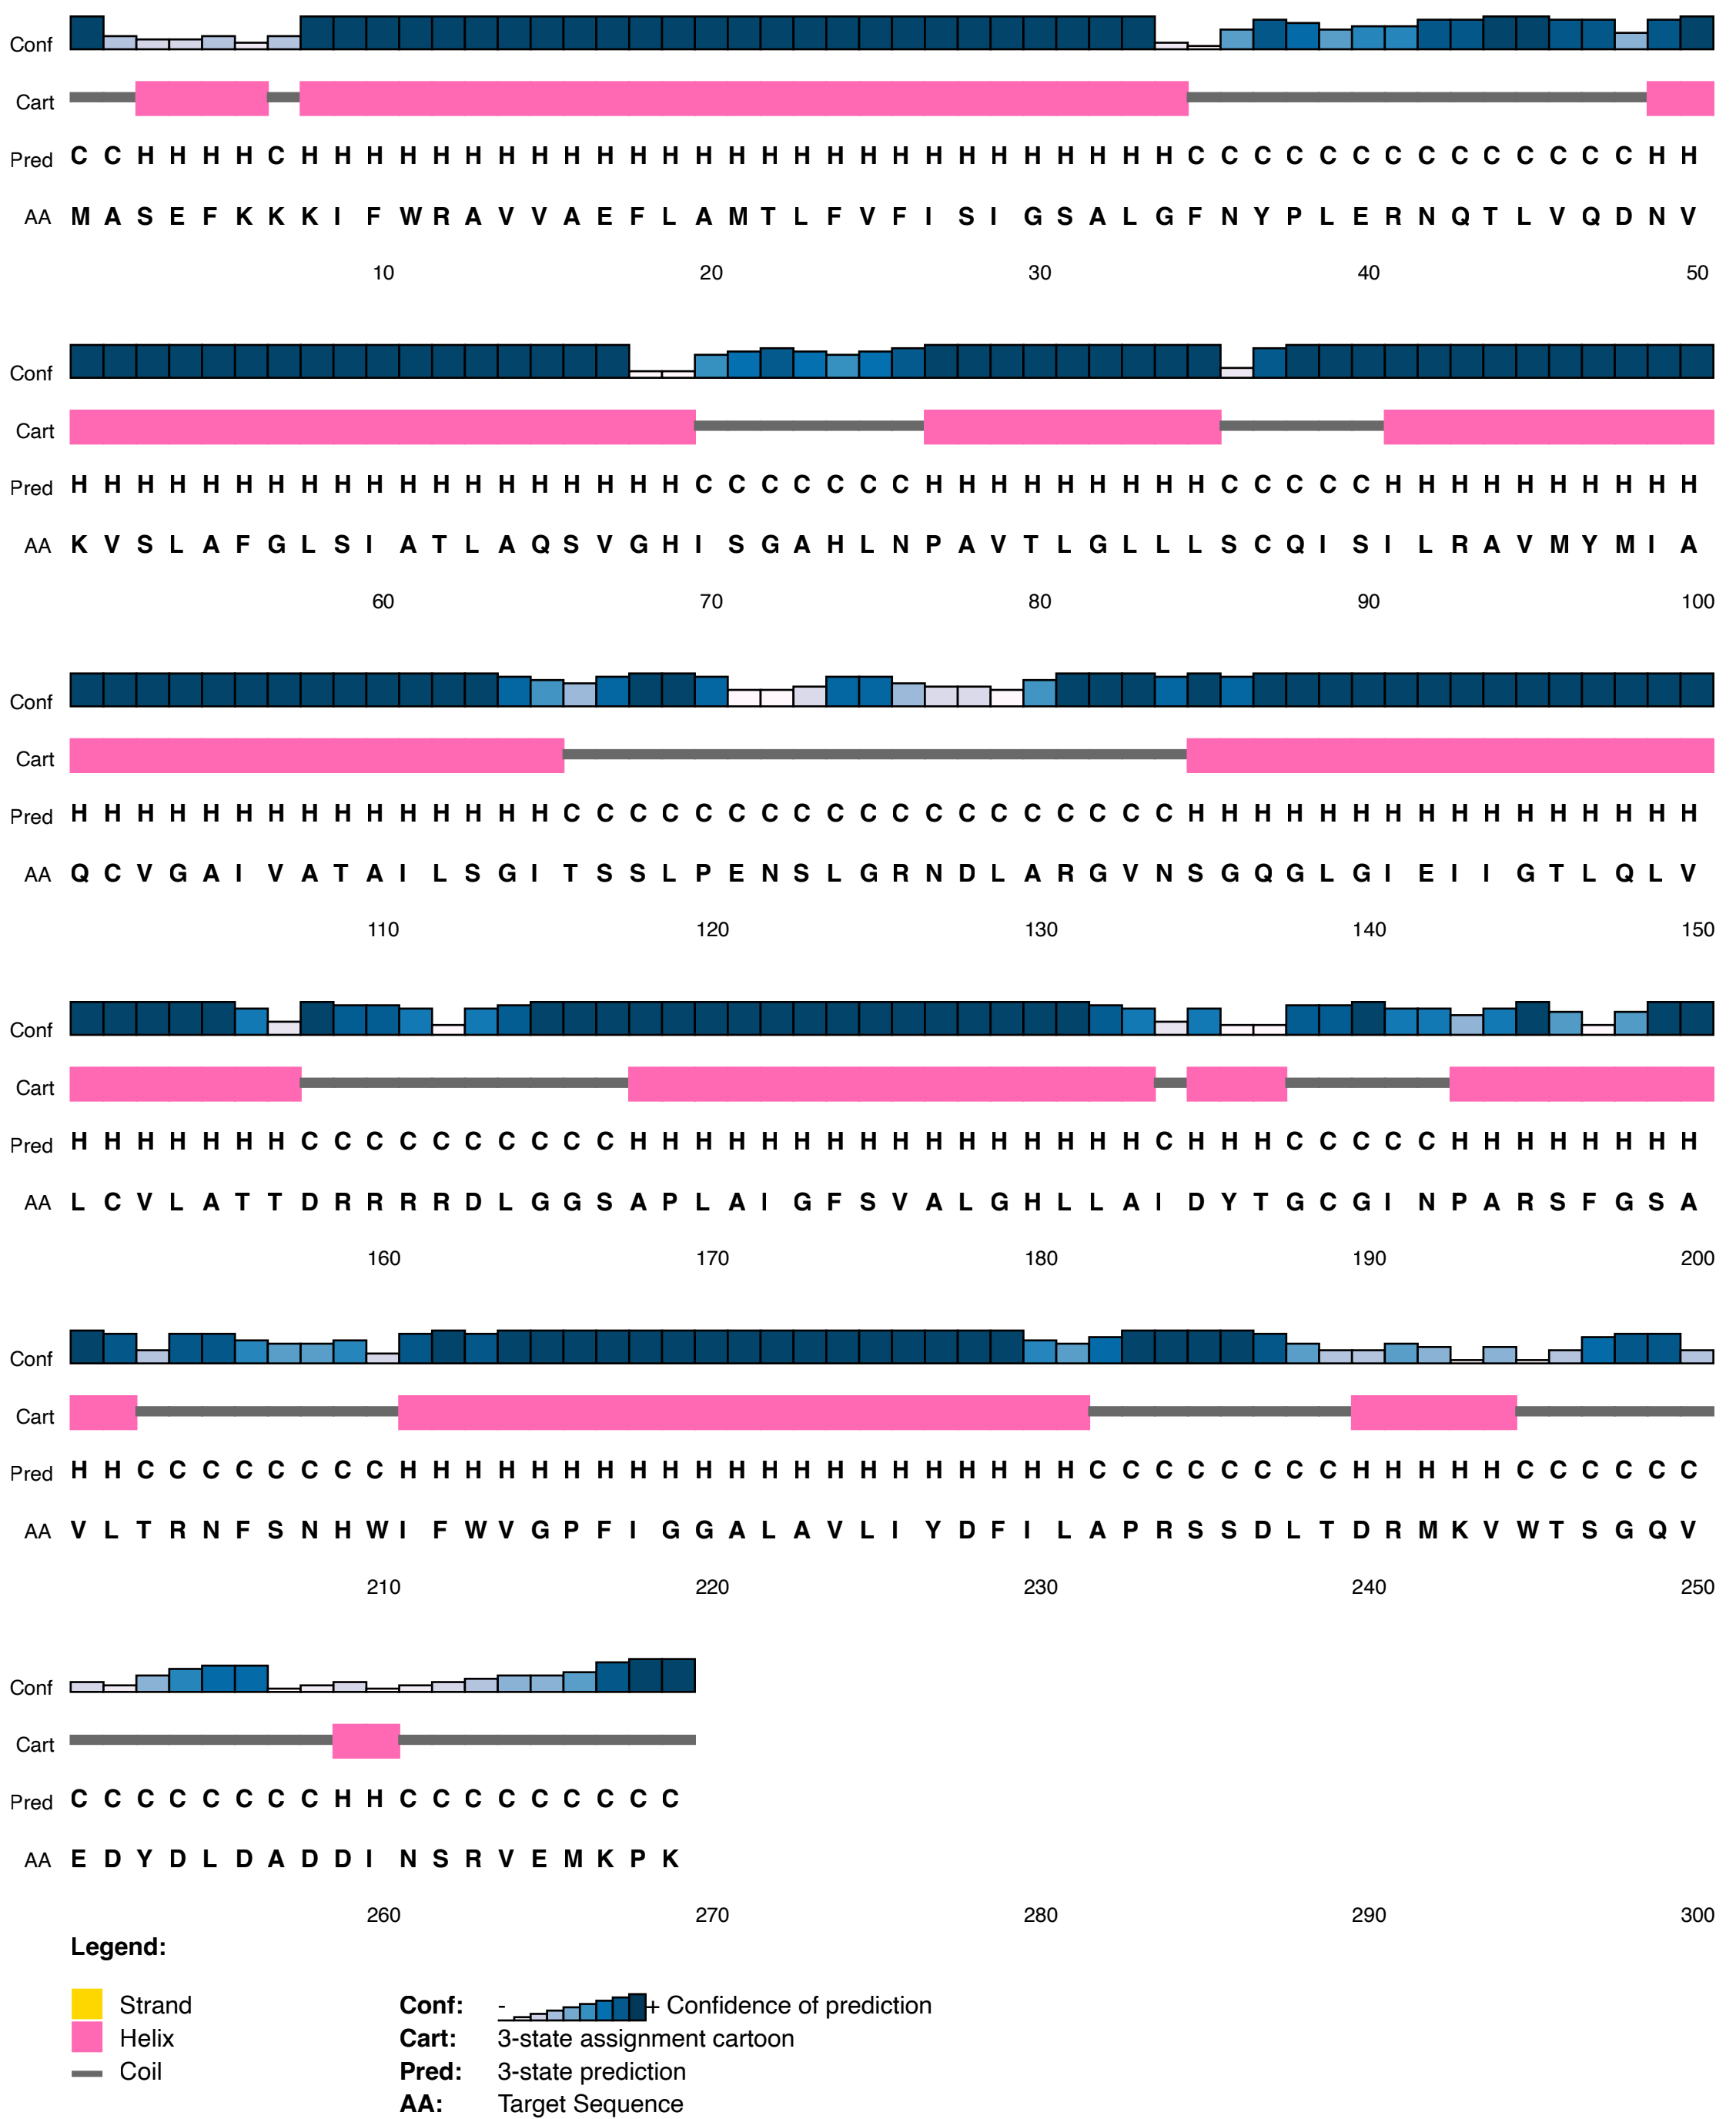 Conf
Cart
Pred C C H H H H C H H H H H H H H H H H H H H H H H H H H H H H H H H H C C C C C C C C C C C C C C H H
AA M A S E F K K K I F W R A V V A E F L A M T L F V F I S I G S A L G F N Y P L E R N Q T L V Q D N V
10 20 30 40 50
Conf
Cart
Pred H H H H H H H H H H H H H H H H H H H C C C C C C C H H H H H H H H H C C C C C H H H H H H H H H H
AA K V S L A F G L S I A T L A Q S V G H I S G A H L N P A V T L G L L L S C Q I S I L R A V M Y M I A
60 70 80 90 100
Conf
Cart
Pred H H H H H H H H H H H H H H H C C C C C C C C C C C C C C C C C C C H H H H H H H H H H H H H H H H
AA Q C V G A I V A T A I L S G I T S S L P E N S L G R N D L A R G V N S G Q G L G I E I I G T L Q L V
110 120 130 140 150
Conf
Cart
Pred H H H H H H H C C C C C C C C C C H H H H H H H H H H H H H H H H C H H H C C C C C H H H H H H H H
AA L C V L A T T D R R R R D L G G S A P L A I G F S V A L G H L L A I D Y T G C G I N P A R S F G S A
160 170 180 190 200
Conf
Cart
Pred H H C C C C C C C C H H H H H H H H H H H H H H H H H H H H H C C C C C C C C H H H H H C C C C C C
AA V L T R N F S N H W I F W V G P F I G G A L A V L I Y D F I L A P R S S D L T D R M K V W T S G Q V
210 220 230 240 250
Conf
Cart
Pred C C C C C C C C H H C C C C C C C C C
AA E D Y D L D A D D I N S R V E M K P K
260 270 280 290 300
Legend:
Strand Conf: - + Confidence of prediction
Helix Cart: 3-state assignment cartoon
Coil Pred: 3-state prediction
AA: Target Sequence